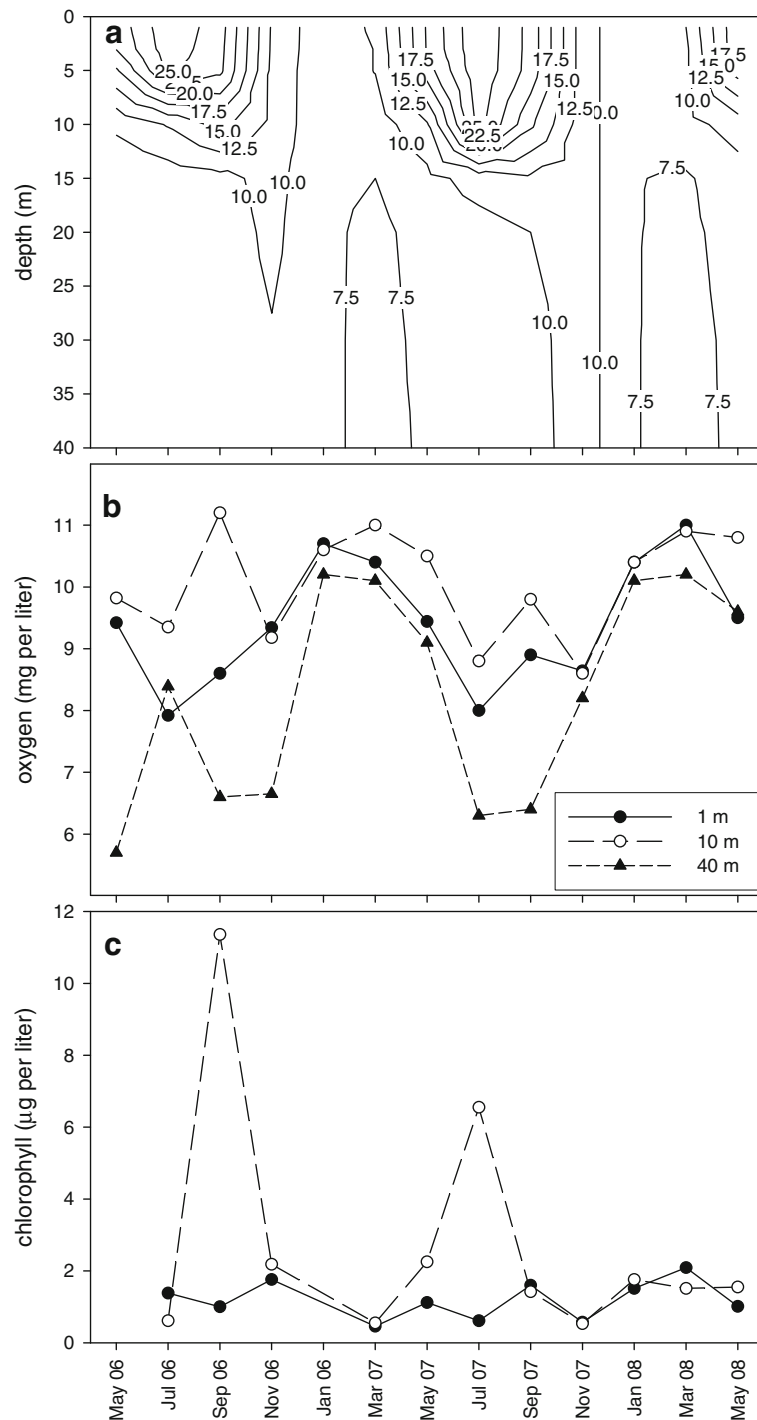 a
0
5
10
15
20
25
30
35
40
depth (m)
25.0
20.0
17.5
15.0
12.5
10.0
10.0
7.5
7.5
10.0
12.5
15.0
17.5
22.5
17.5
15.0
12.5
10.0
10.0
7.5
7.5
7.5
10.0
12.5
17.5
b
11
10
9
8
7
6
oxygen (mg per liter)
1 m
10 m
40 m
c
12
10
8
6
4
2
0
chlorophyll (µg per liter)
May 06
Jul 06
Sep 06
Nov 06
Jan 07
Mar 07
May 07
Jul 07
Sep 07
Nov 07
Jan 08
Mar 08
May 08